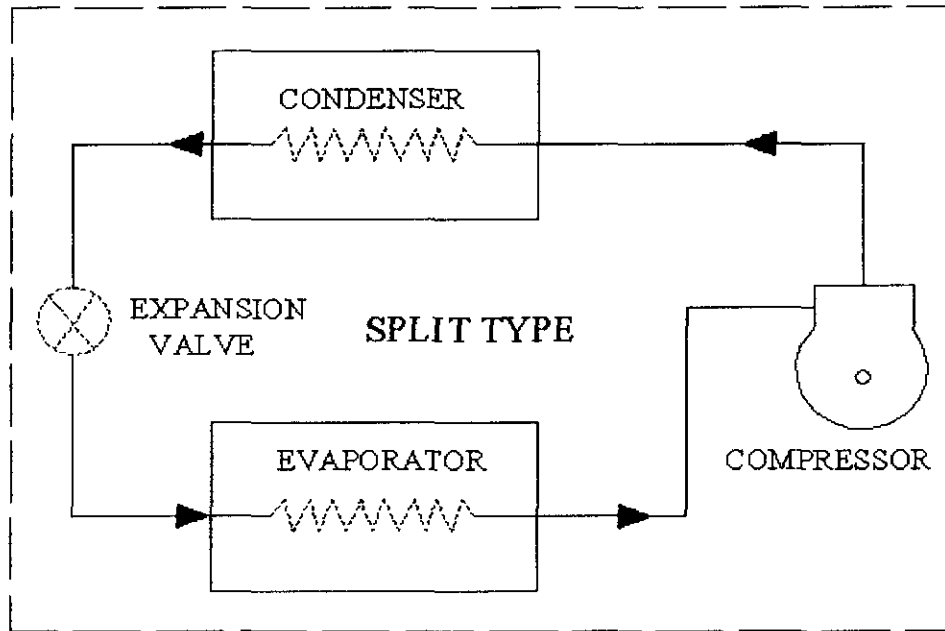 CONDENSER
EXPANSION
VALVE
SPLIT TYPE
EVAPORATOR
COMPRESSOR